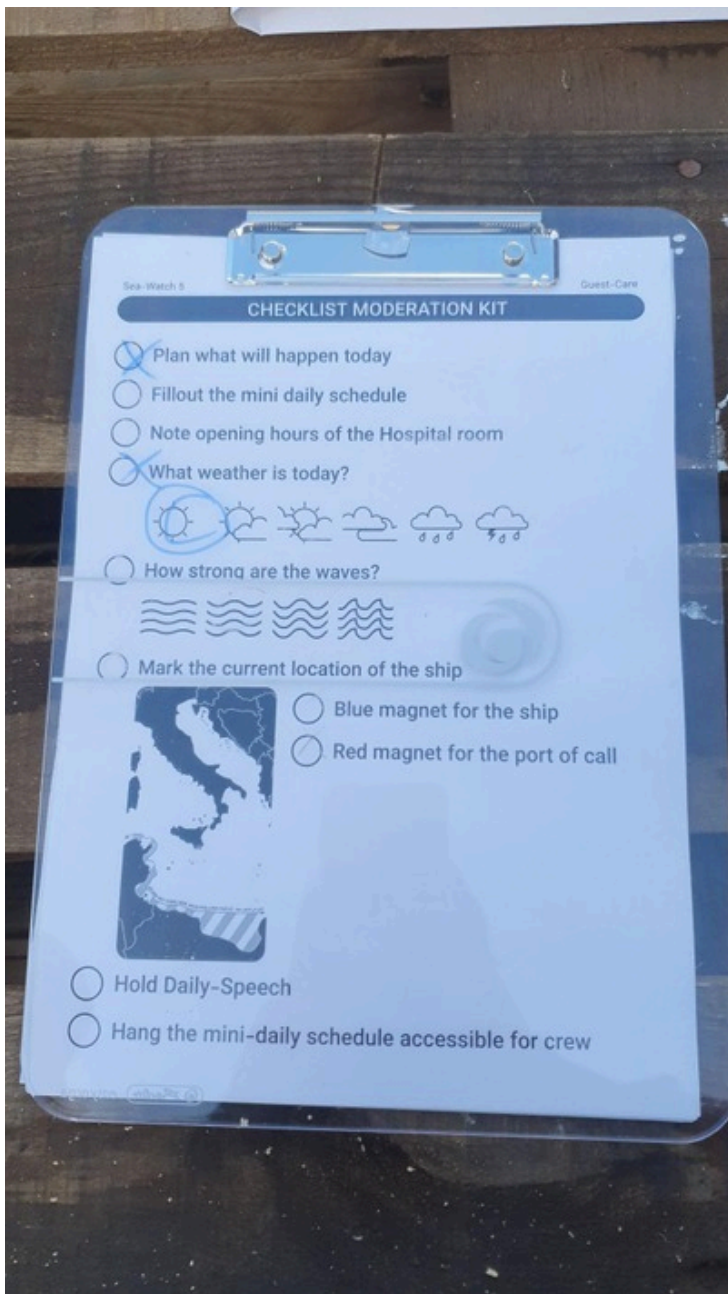 Sea-Watch 5
Guest-Care
CHECKLIST MODERATION KIT
Plan what will happen today
Fillout the mini daily schedule
Note opening hours of the Hospital room
What weather is today?
How strong are the waves?
Mark the current location of the ship
Blue magnet for the ship
Red magnet for the port of call
Hold Daily-Speech
Hang the mini-daily schedule accessible for crew